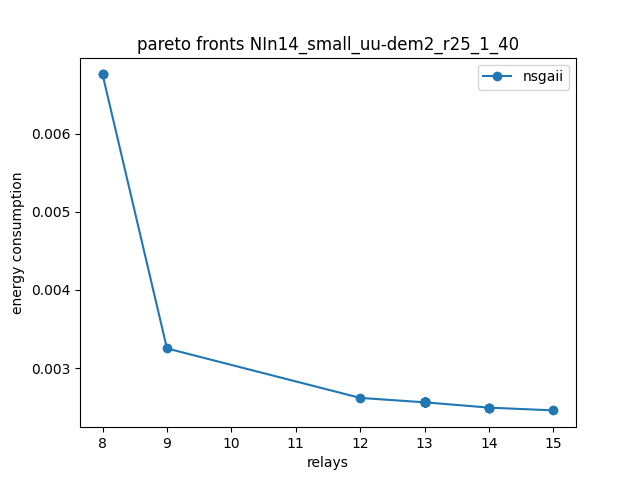 pareto fronts NIn14_small_uu-dem2_r25_1_40
nsgaii
0.006
0.005
0.004
0.003
energy consumption
8 9 10 11 12 13 14 15
relays